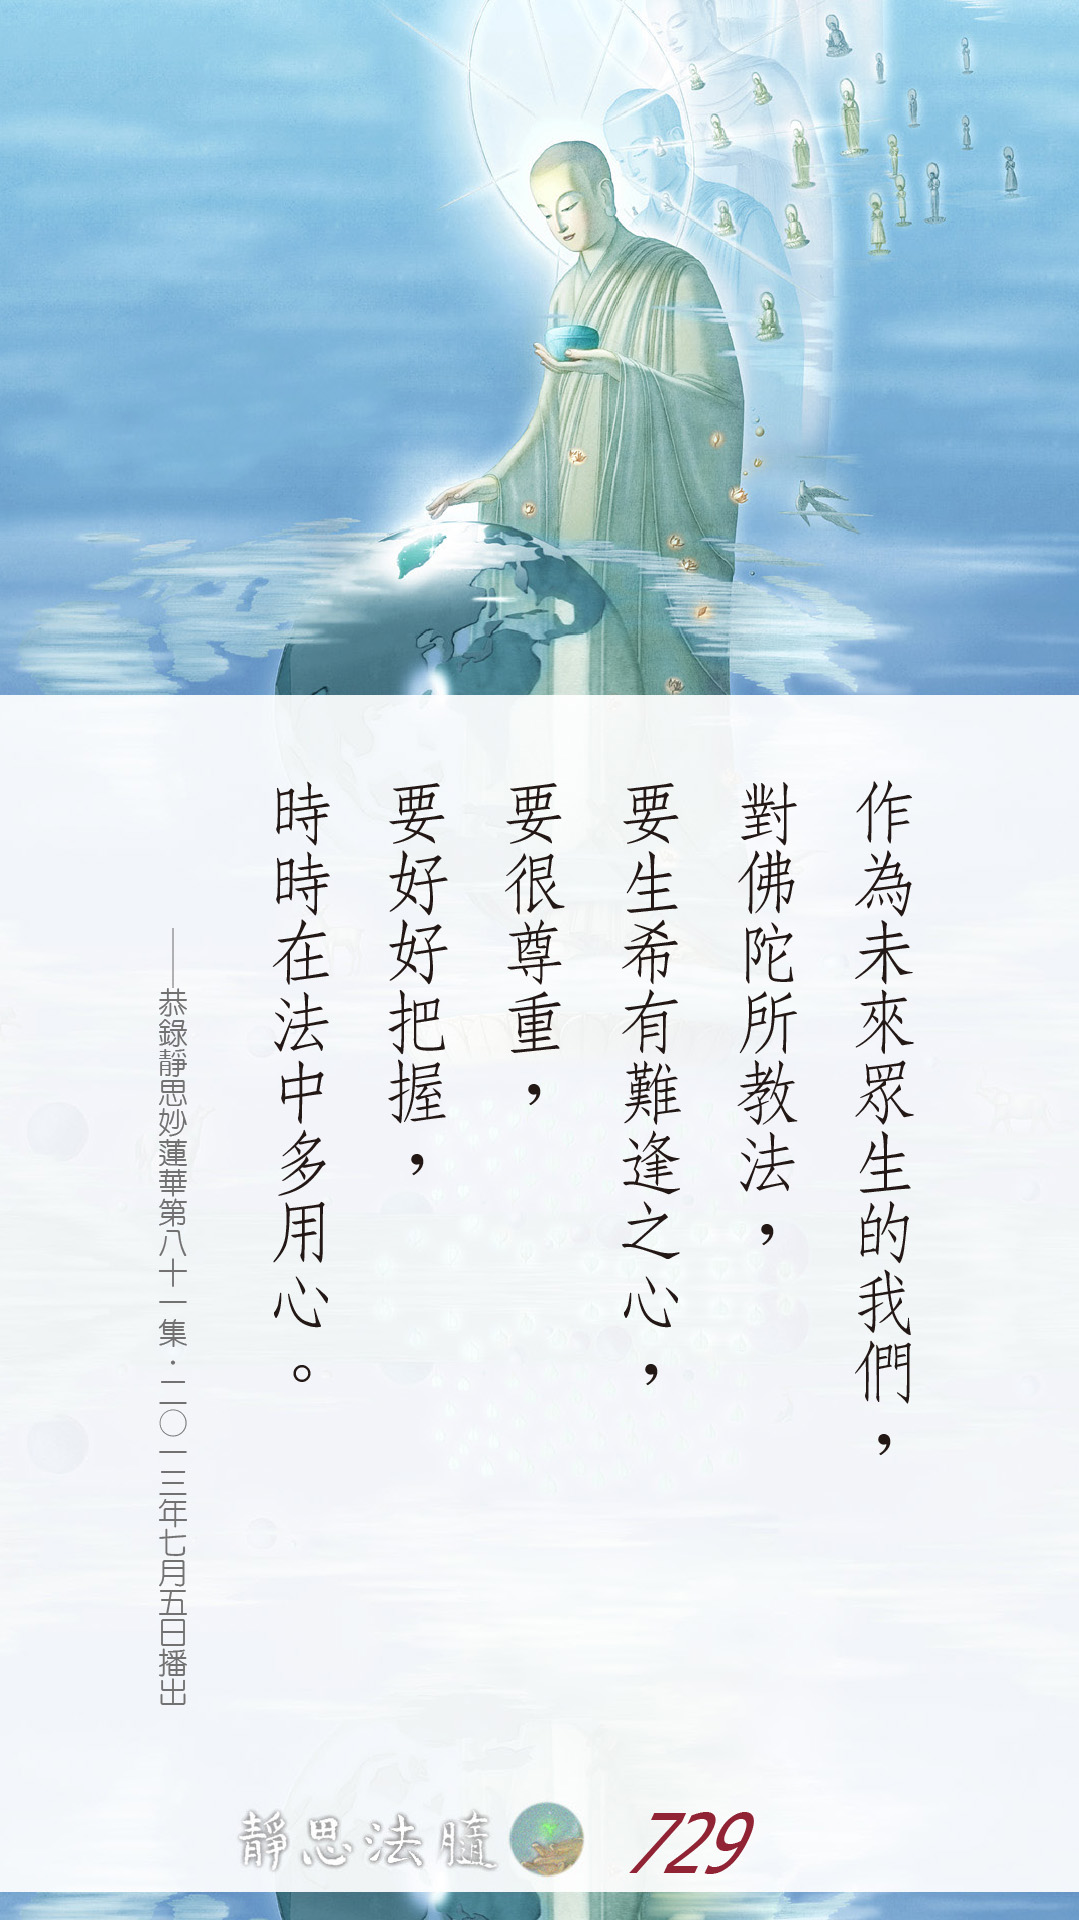 作為未來眾生的我們，
對佛陀所教法，
要生希有難逢之心，
要很尊重，
要好好把握，
時時在法中多用心。
——恭錄靜思妙蓮華第八十一集·二〇一三年七月五日播出
靜思法髓
729